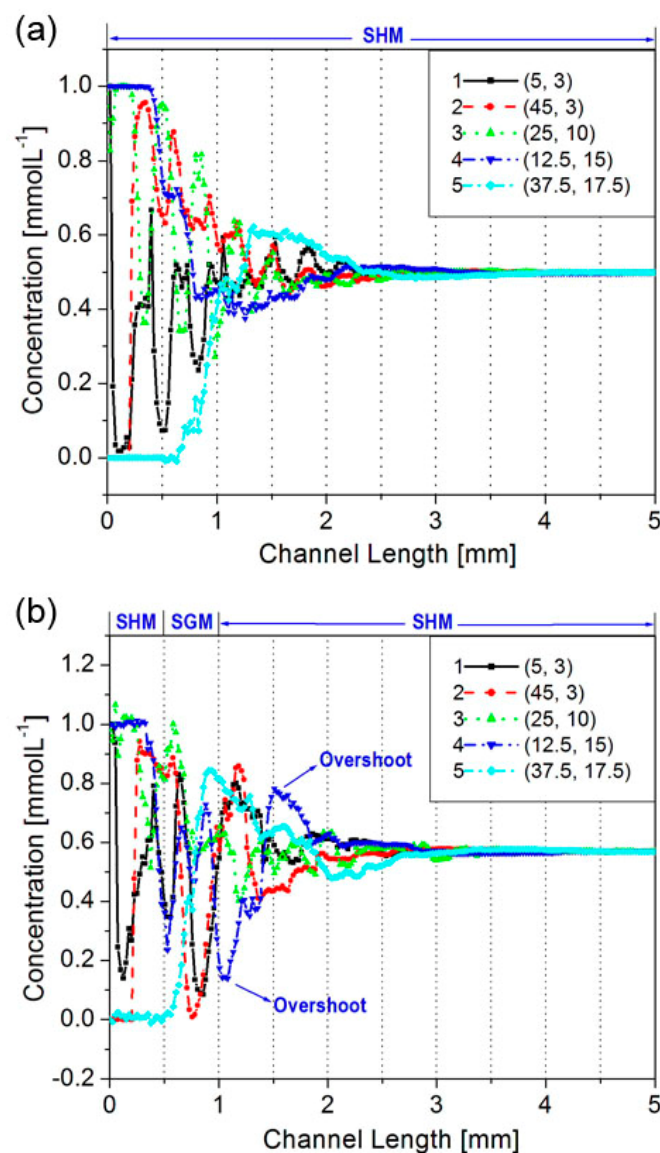 (a)
SHM
1 (5, 3)
2 (45, 3)
3 (25, 10)
4 (12.5, 15)
5 (37.5, 17.5)
1.0
0.8
0.6
0.4
0.2
0.0
Concentration [mmolL⁻¹]
0 1 2 3 4 5
Channel Length [mm]
(b)
SHM SGM SHM
1 (5, 3)
2 (45, 3)
3 (25, 10)
4 (12.5, 15)
5 (37.5, 17.5)
Overshoot
Overshoot
1.2
1.0
0.8
0.6
0.4
0.2
0.0
-0.2
Concentration [mmolL⁻¹]
0 1 2 3 4 5
Channel Length [mm]